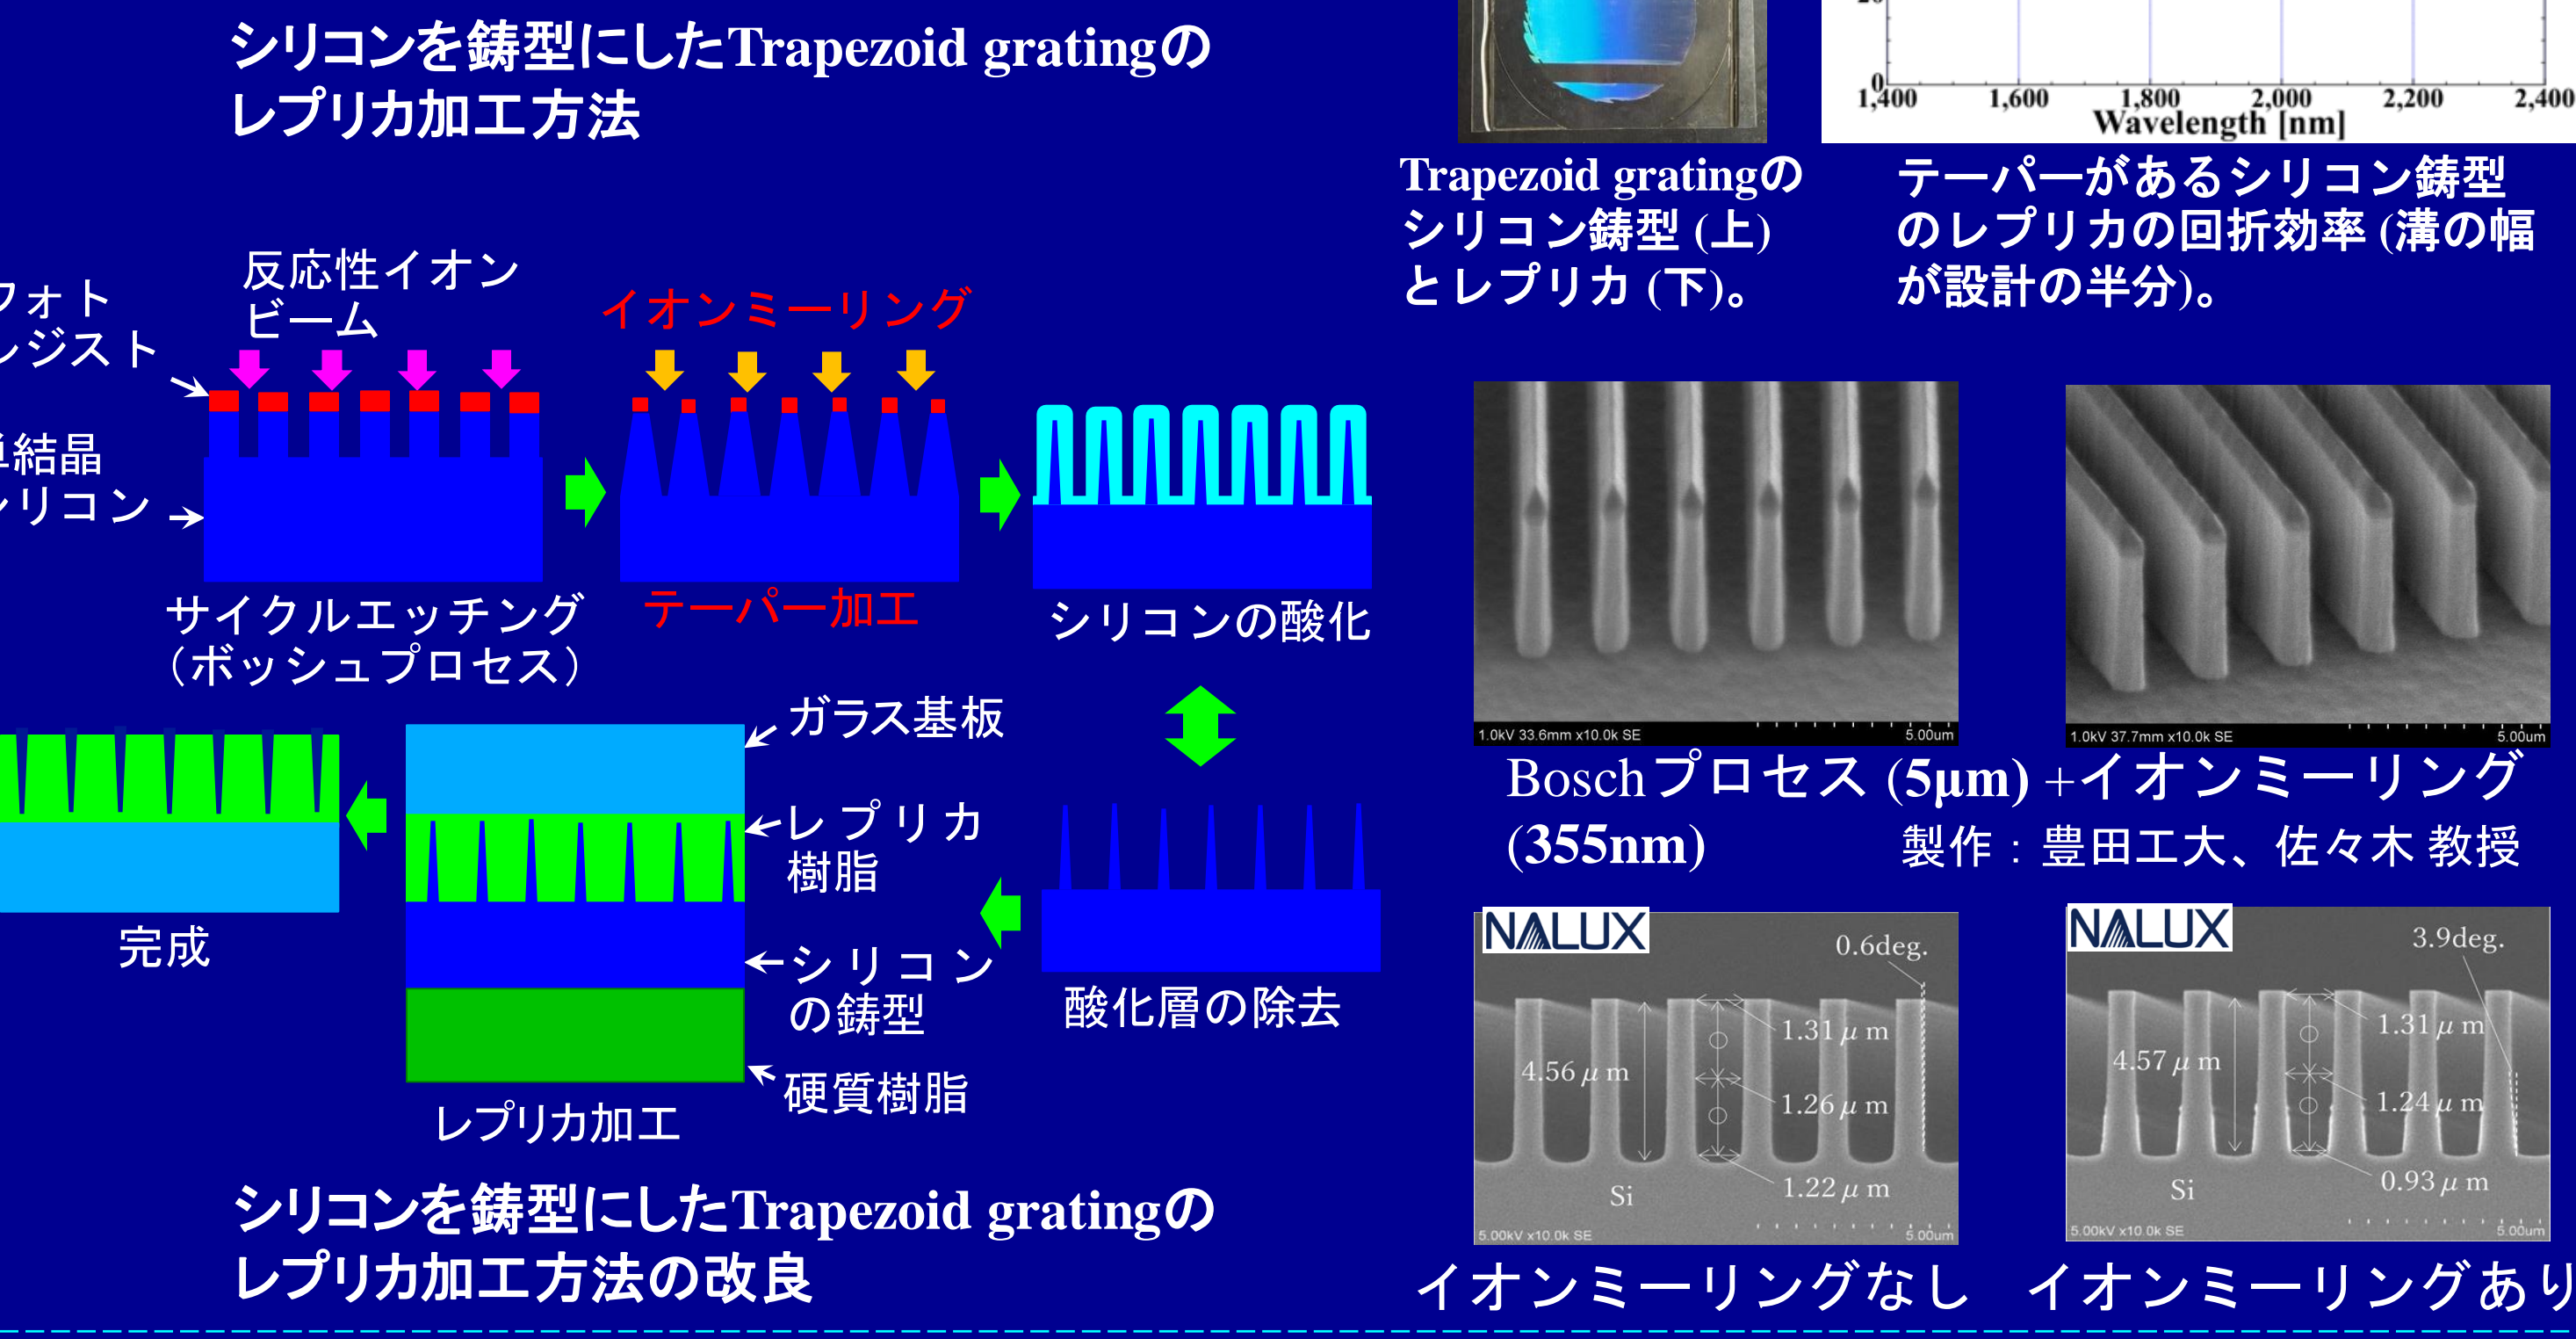 シリコンを鋳型にしたTrapezoid gratingの
レプリカ加工方法
0
1,400 1,600 1,800 2,000 2,200 2,400
Wavelength [nm]
Trapezoid gratingの
シリコン鋳型 (上)
とレプリカ (下)。
テーパーがあるシリコン鋳型
のレプリカの回折効率 (溝の幅
が設計の半分)。
フォト
レジスト
反応性イオン
ビーム
イオンミーリング
単結晶
シリコン
サイクルエッチング
（ボッシュプロセス）
テーパー加工
シリコンの酸化
1.0kV 33.6mm x10.0k SE 5.00um
1.0kV 37.7mm x10.0k SE 5.00um
Boschプロセス (5μm) +イオンミーリング
(355nm)
製作：豊田工大、佐々木 教授
ガラス基板
レプリカ
樹脂
シリコン
の鋳型
硬質樹脂
完成
レプリカ加工
酸化層の除去
NALUX
0.6deg.
1.31μm
4.56μm
1.26μm
1.22μm
Si
5.00kV x10.0k SE 5.00um
NALUX
3.9deg.
1.31μm
4.57μm
1.24μm
0.93μm
Si
5.00kV x10.0k SE 5.00um
イオンミーリングなし
イオンミーリングあり
シリコンを鋳型にしたTrapezoid gratingの
レプリカ加工方法の改良